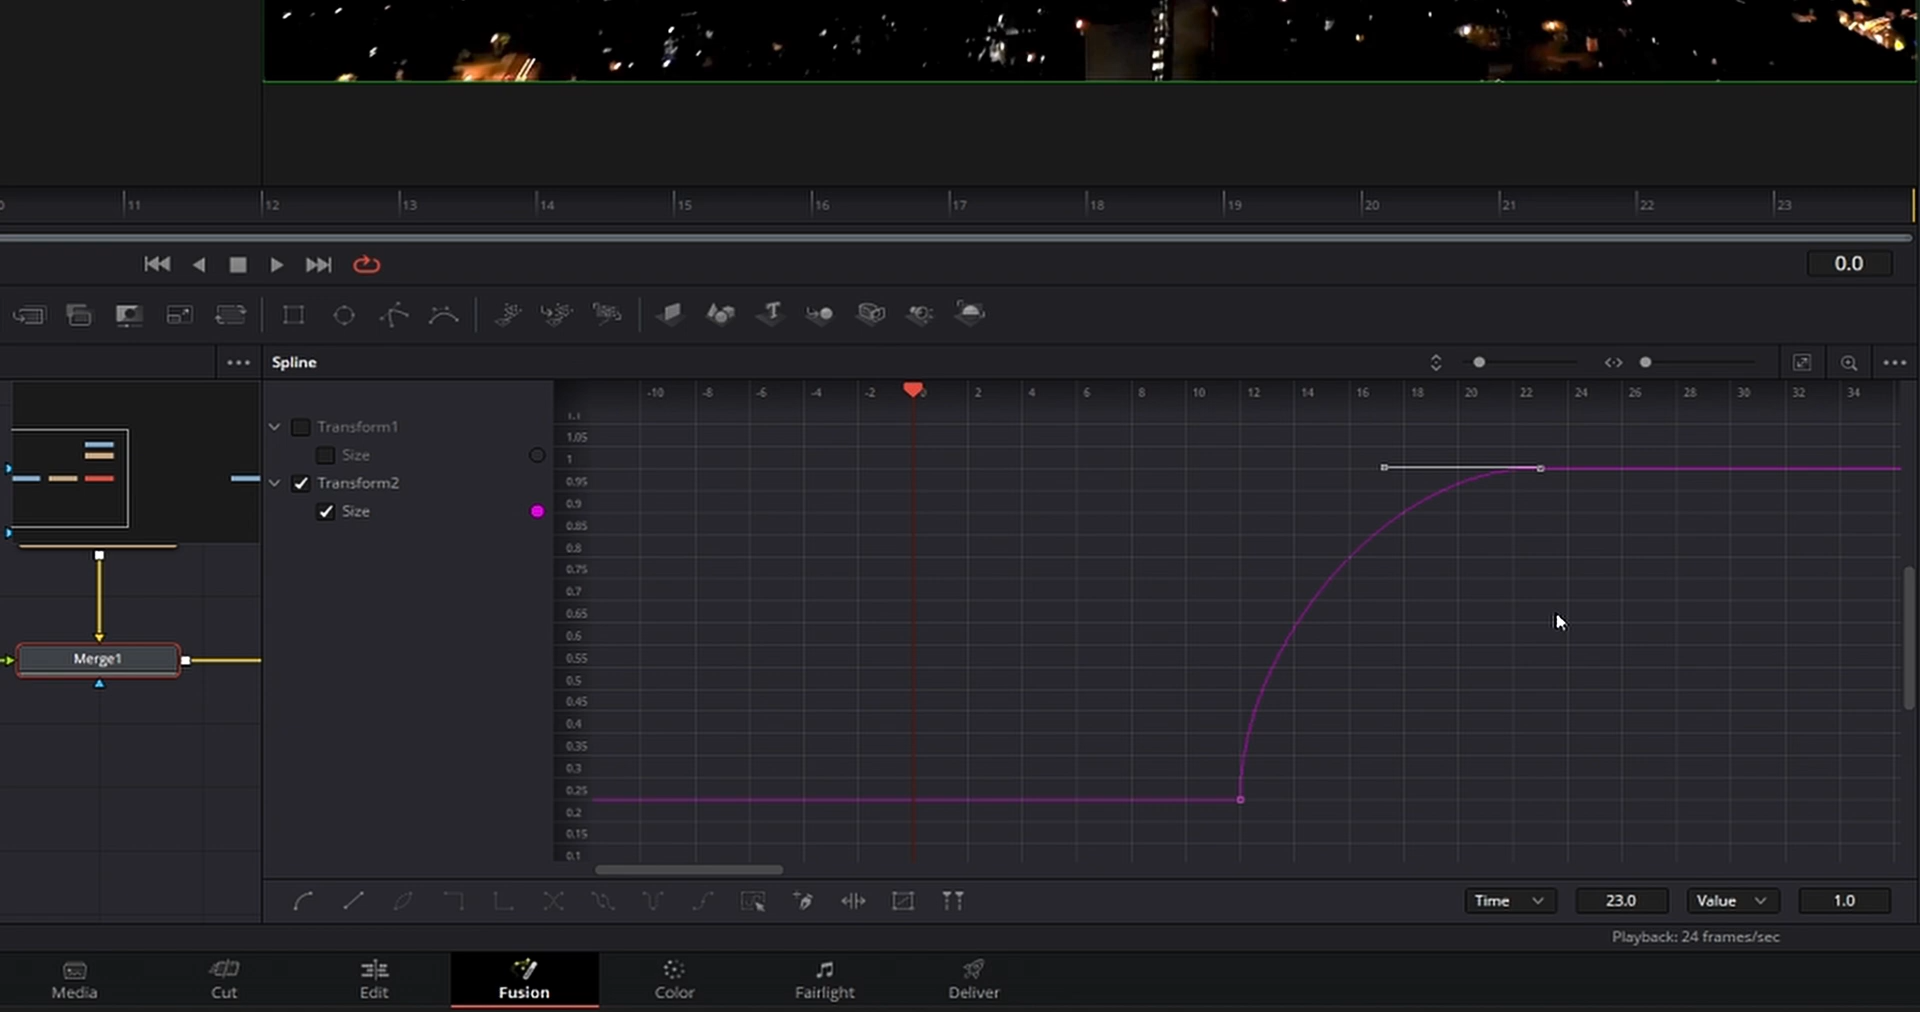 11 12 13 14 15 16 17 18 19 20 21 22 23
0.0
Spline
-10 -8 -6 -4 -2 0 2 4 6 8 10 12 14 16 18 20 22 24 26 28 30 32 34
Transform1
Size
Transform2
Size
1.1
1.05
1
0.95
0.9
0.85
0.8
0.75
0.7
0.65
0.6
0.55
0.5
0.45
0.4
0.35
0.3
0.25
0.2
0.15
0.1
Merge1
Time 23.0 Value 1.0
Playback: 24 frames/sec
Media Cut Edit Fusion Color Fairlight Deliver